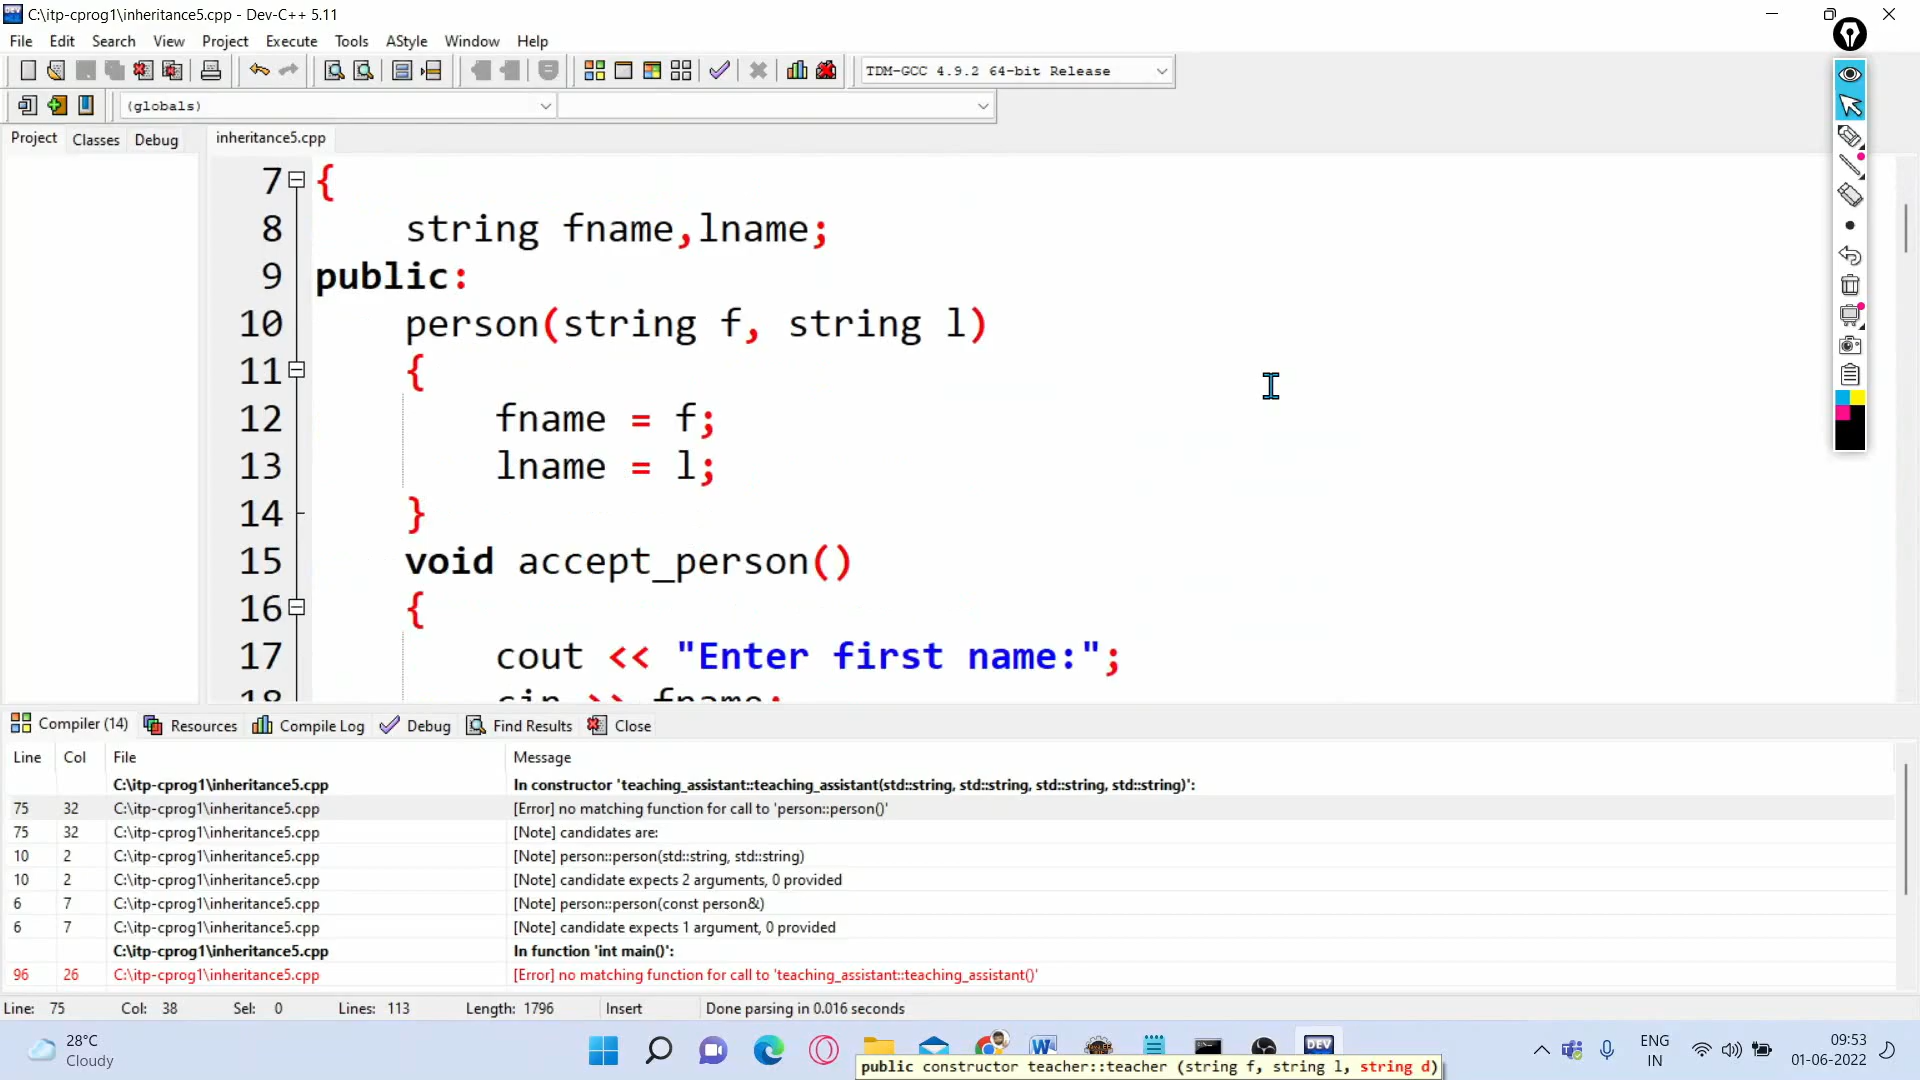 C:\itp-cprog1\inheritance5.cpp - Dev-C++ 5.11
File Edit Search View Project Execute Tools AStyle Window Help
TDM-GCC 4.9.2 64-bit Release
(globals)
Project Classes Debug inheritance5.cpp
7 {
8 string fname,lname;
9 public:
10 person(string f, string l)
11 {
12 fname = f;
13 lname = l;
14 }
15 void accept_person()
16 {
17 cout << "Enter first name:";
18 cin >> fname;
Compiler (14) Resources Compile Log Debug Find Results Close
Line Col File Message
C:\itp-cprog1\inheritance5.cpp In constructor 'teaching_assistant::teaching_assistant(std::string, std::string, std::string, std::string)':
75 32 C:\itp-cprog1\inheritance5.cpp [Error] no matching function for call to 'person::person()'
75 32 C:\itp-cprog1\inheritance5.cpp [Note] candidates are:
10 2 C:\itp-cprog1\inheritance5.cpp [Note] person::person(std::string, std::string)
10 2 C:\itp-cprog1\inheritance5.cpp [Note] candidate expects 2 arguments, 0 provided
6 7 C:\itp-cprog1\inheritance5.cpp [Note] person::person(const person&)
6 7 C:\itp-cprog1\inheritance5.cpp [Note] candidate expects 1 argument, 0 provided
C:\itp-cprog1\inheritance5.cpp In function 'int main()':
96 26 C:\itp-cprog1\inheritance5.cpp [Error] no matching function for call to 'teaching_assistant::teaching_assistant()'
Line: 75 Col: 38 Sel: 0 Lines: 113 Length: 1796 Insert Done parsing in 0.016 seconds
28°C
Cloudy
DEV
public constructor teacher::teacher (string f, string l, string d)
ENG
IN
09:53
01-06-2022